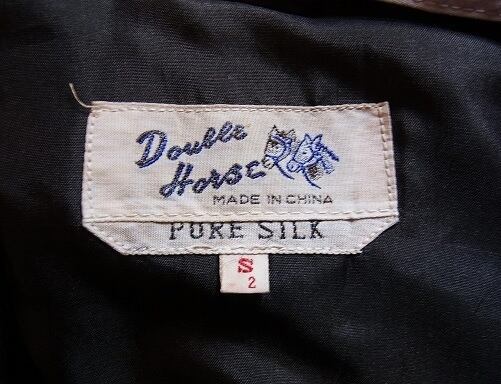 Double
Horse
MADE IN CHINA
PURE SILK
S
2